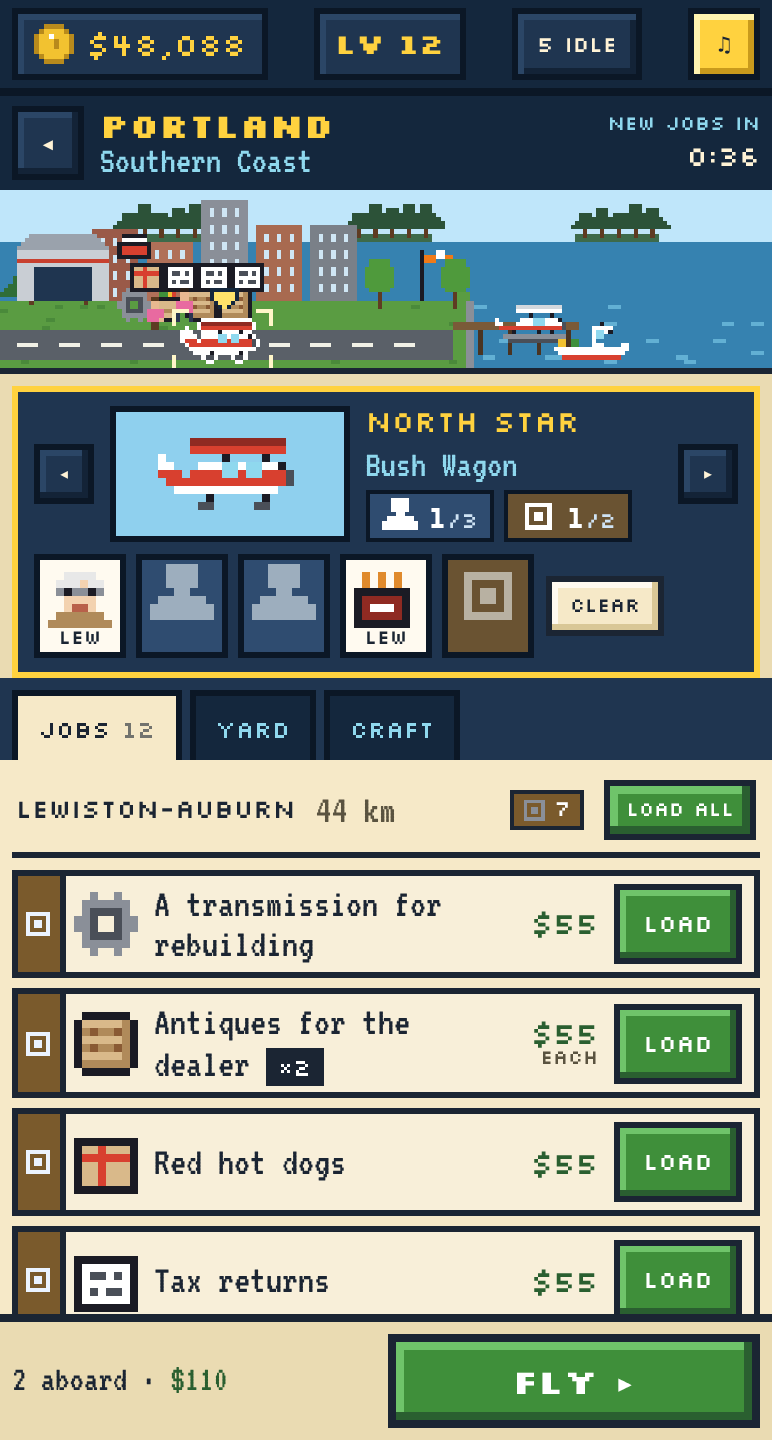 $48,088
LV 12
5 IDLE
♫
◂
PORTLAND
Southern Coast
NEW JOBS IN
0:36
◂
NORTH STAR
Bush Wagon
1/3
1/2
▸
LEW
LEW
CLEAR
JOBS 12
YARD
CRAFT
LEWISTON-AUBURN 44 km
7
LOAD ALL
A transmission for
rebuilding
$55
LOAD
Antiques for the
dealer ×2
$55
EACH
LOAD
Red hot dogs
$55
LOAD
Tax returns
$55
LOAD
2 aboard · $110
FLY ▸